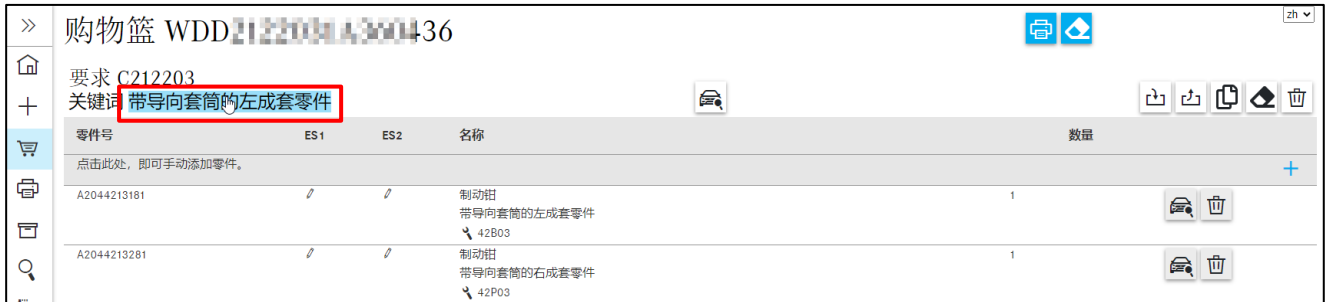 购物篮 WDD 436
zh
要求 C212203
关键词 带导向套筒的左成套零件
零件号 ES1 ES2 名称 数量
点击此处，即可手动添加零件。
A2044213181 制动钳 1
带导向套筒的左成套零件
42B03
A2044213281 制动钳 1
带导向套筒的右成套零件
42P03